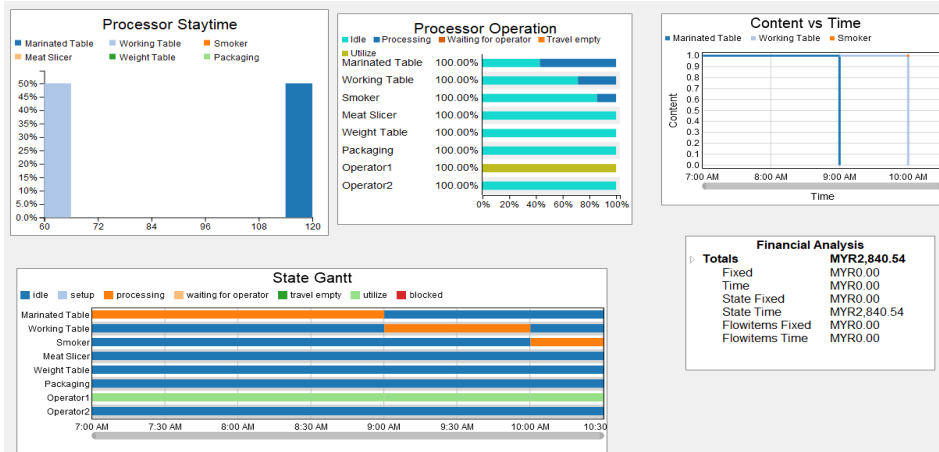 Processor Staytime
Marinated Table Working Table Smoker
Meat Slicer Weight Table Packaging
50%
45%
40%
35%
30%
25%
20%
15%
10%
5%
0.0%
60 72 84 96 108 120
Processor Operation
Idle Processing Waiting for operator Travel empty
Utilize
Marinated Table 100.00%
Working Table 100.00%
Smoker 100.00%
Meat Slicer 100.00%
Weight Table 100.00%
Packaging 100.00%
Operator1 100.00%
Operator2 100.00%
0% 20% 40% 60% 80% 100%
Content vs Time
Marinated Table Working Table Smoker
Content
1.0
0.9
0.8
0.7
0.6
0.5
0.4
0.3
0.2
0.1
0.0
7:00 AM 8:00 AM 9:00 AM 10:00 AM
Time
Financial Analysis
Totals MYR2,840.54
Fixed MYR0.00
Time MYR0.00
State Fixed MYR0.00
State Time MYR2,840.54
Flowitems Fixed MYR0.00
Flowitems Time MYR0.00
State Gantt
idle setup processing waiting for operator travel empty utilize blocked
Marinated Table
Working Table
Smoker
Meat Slicer
Weight Table
Packaging
Operator1
Operator2
7:00 AM 7:30 AM 8:00 AM 8:30 AM 9:00 AM 9:30 AM 10:00 AM 10:30